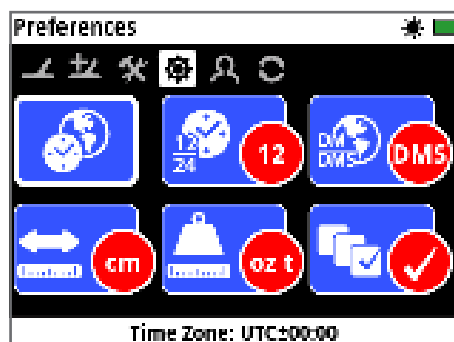 Preferences
12
24
12
DM
DMS
DMS
cm
oz t
Time Zone: UTC±00:00